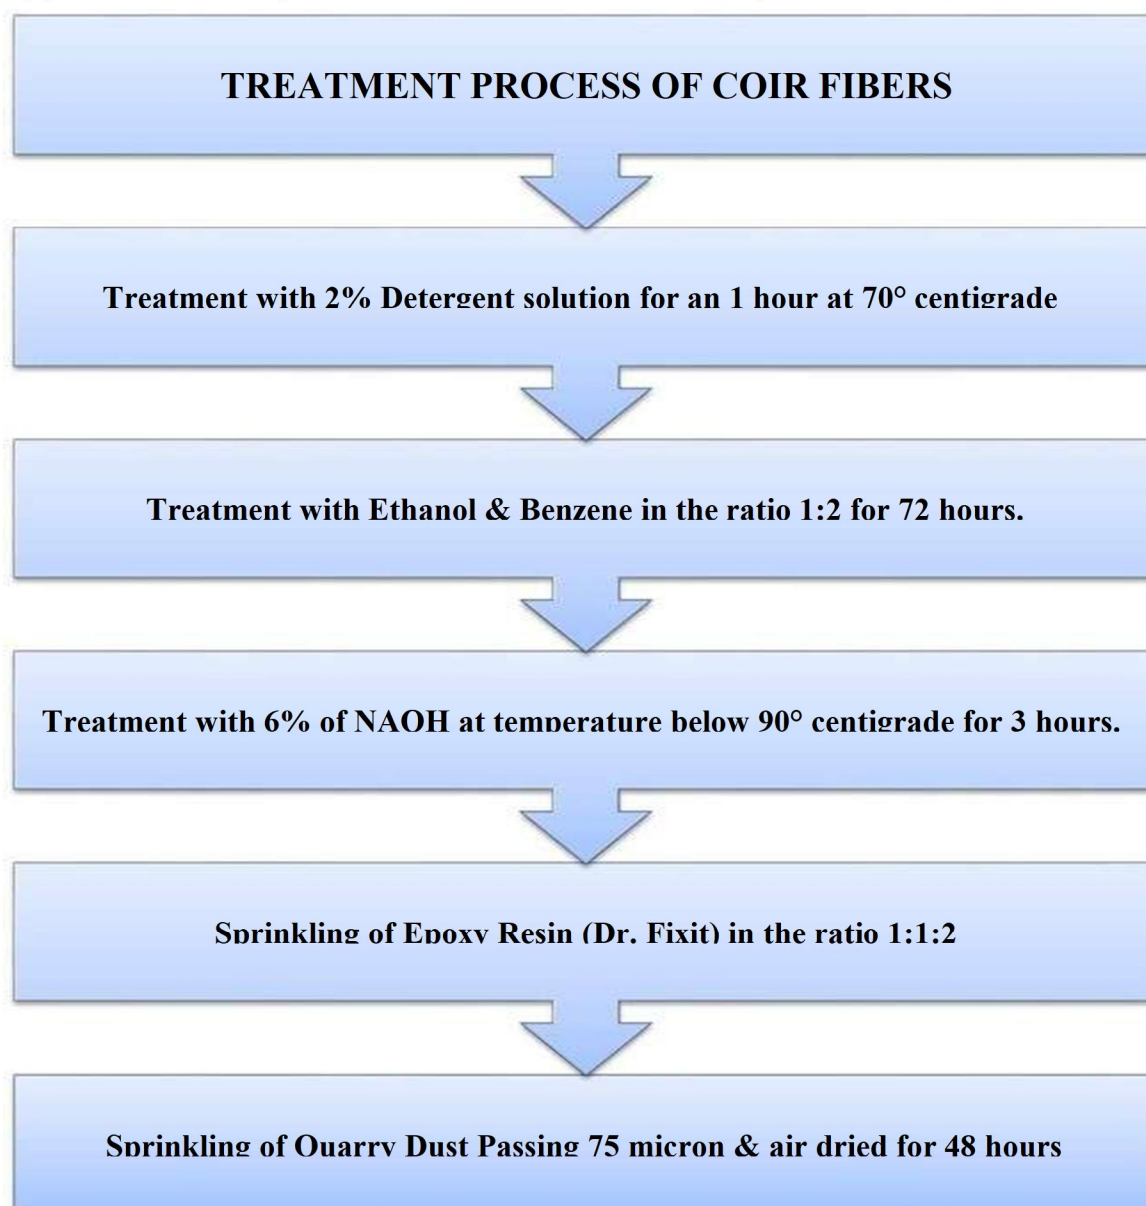 TREATMENT PROCESS OF COIR FIBERS
Treatment with 2% Detergent solution for an 1 hour at 70° centigrade
Treatment with Ethanol & Benzene in the ratio 1:2 for 72 hours.
Treatment with 6% of NAOH at temperature below 90° centigrade for 3 hours.
Sprinkling of Epoxy Resin (Dr. Fixit) in the ratio 1:1:2
Sprinkling of Quarry Dust Passing 75 micron & air dried for 48 hours